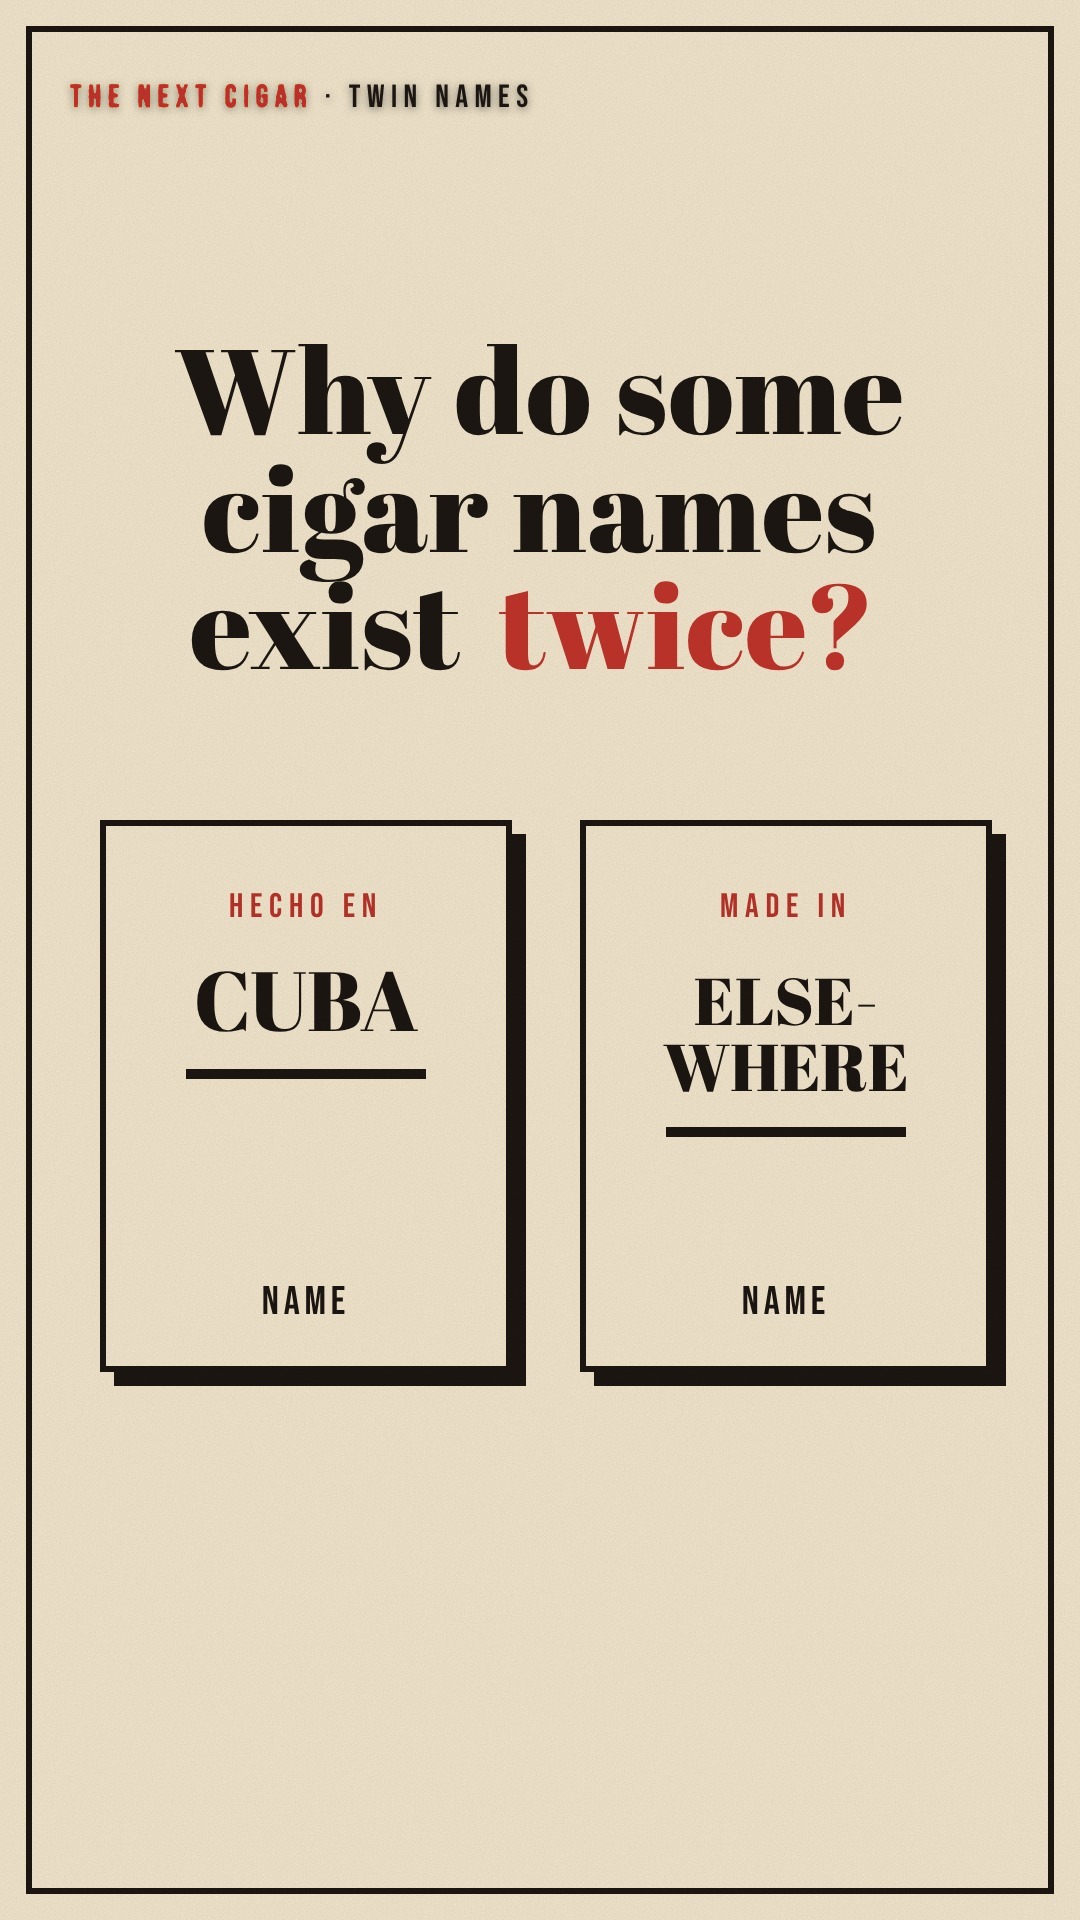 THE NEXT CIGAR · TWIN NAMES
Why do some
cigar names
exist twice?
HECHO EN
CUBA
NAME
MADE IN
ELSE-
WHERE
NAME